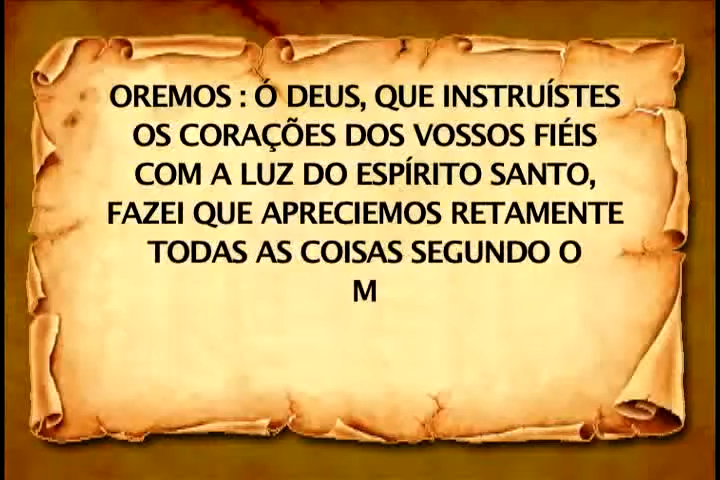 OREMOS : Ó DEUS, QUE INSTRUÍSTES
OS CORAÇÕES DOS VOSSOS FIÉIS
COM A LUZ DO ESPÍRITO SANTO,
FAZEI QUE APRECIEMOS RETAMENTE
TODAS AS COISAS SEGUNDO O
M